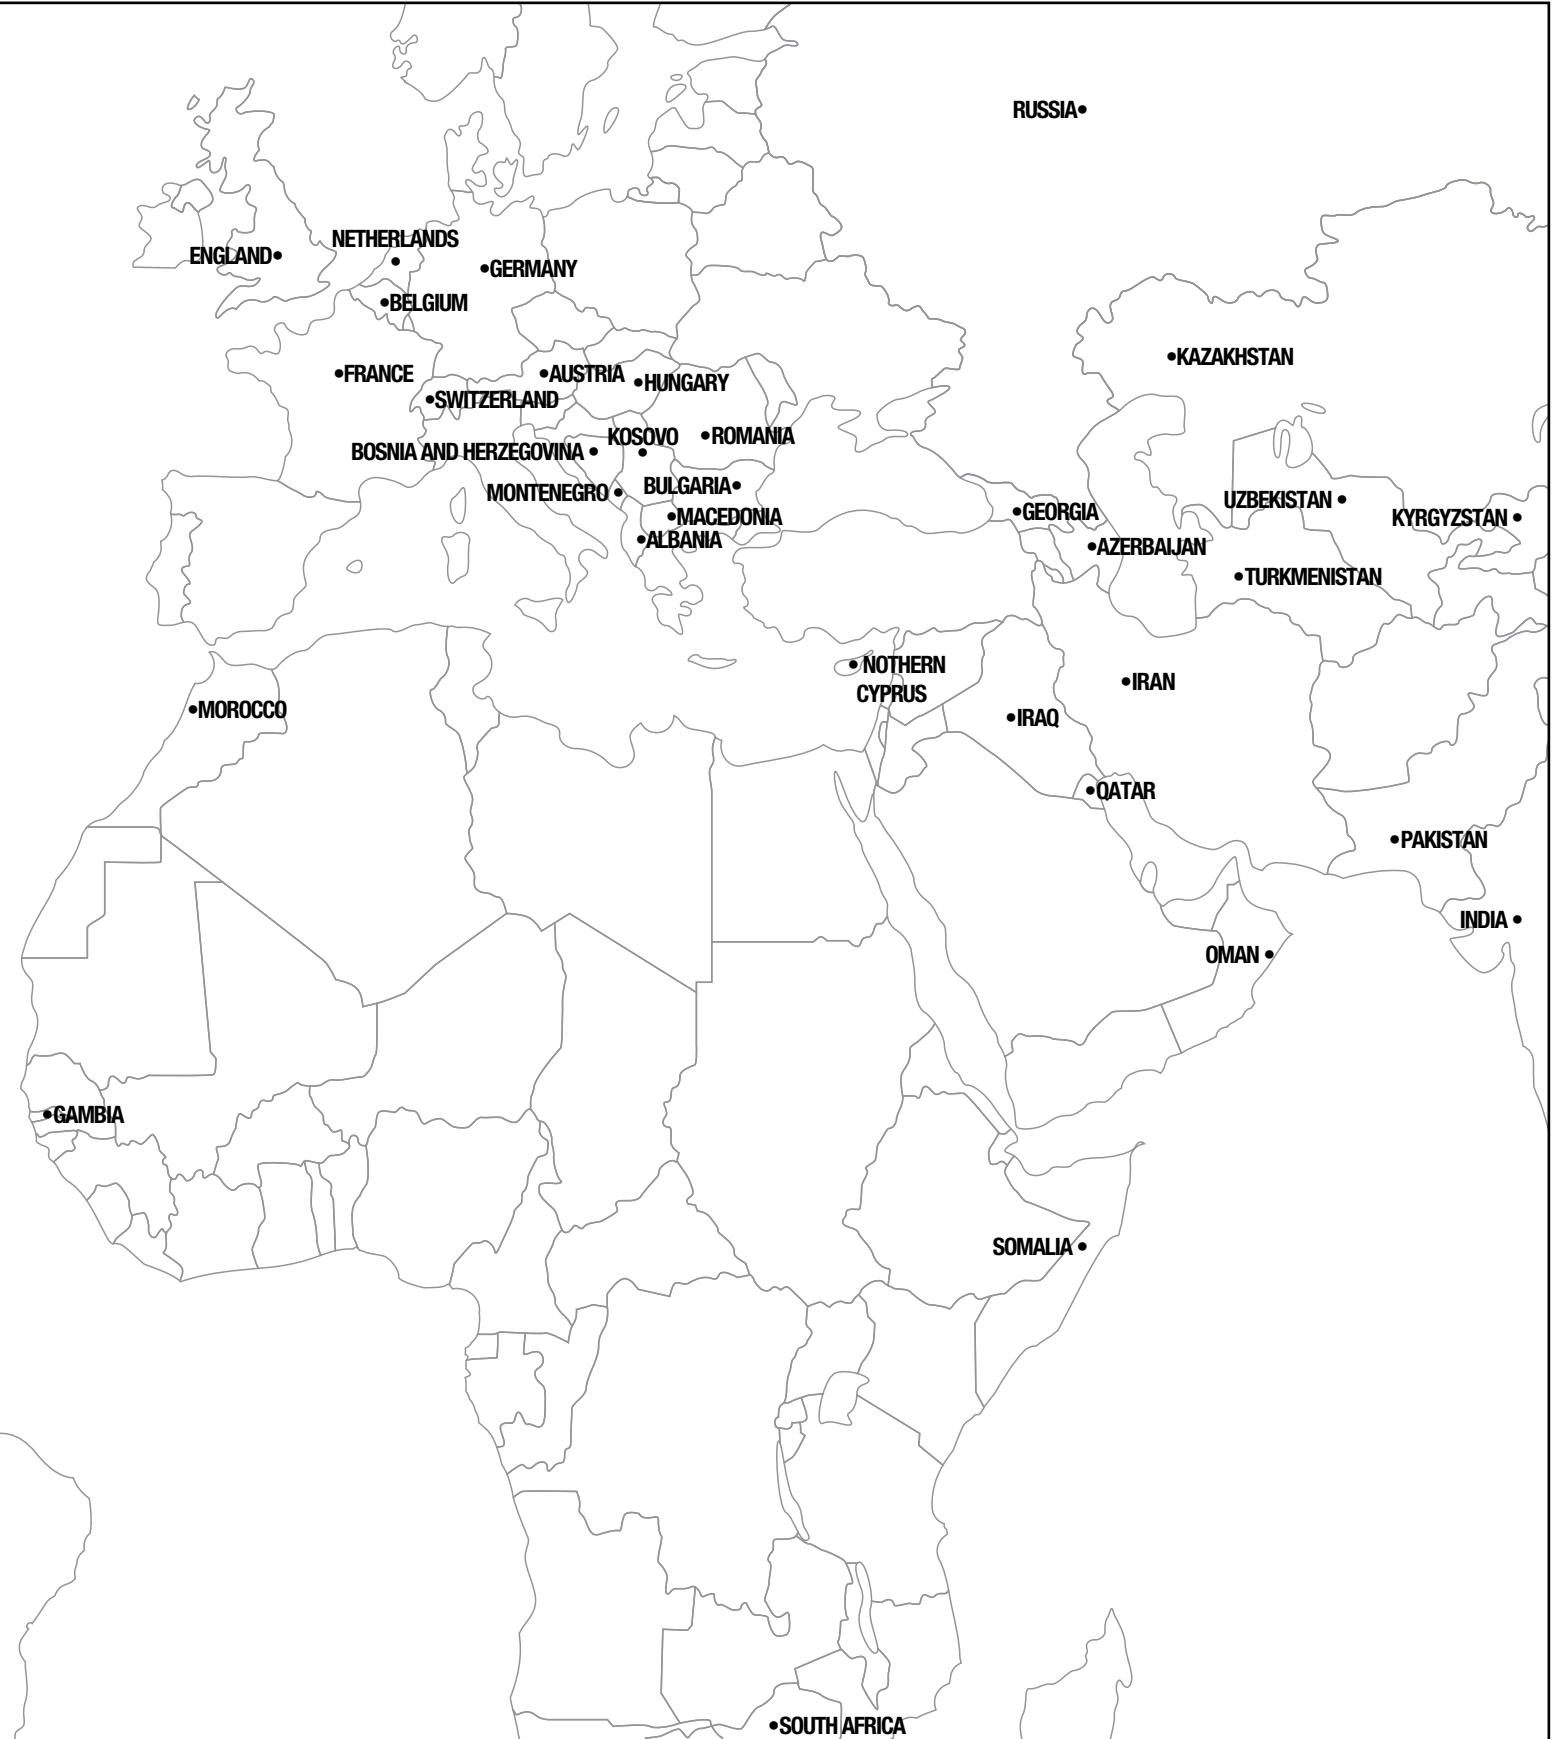 RUSSIA
NETHERLANDS
ENGLAND
GERMANY
BELGIUM
KAZAKHSTAN
FRANCE
AUSTRIA
HUNGARY
SWITZERLAND
KOSOVO
ROMANIA
BOSNIA AND HERZEGOVINA
BULGARIA
MONTENEGRO
UZBEKISTAN
GEORGIA
MACEDONIA
KYRGYZSTAN
ALBANIA
AZERBAIJAN
TURKMENISTAN
NOTHERN
CYPRUS
IRAN
MOROCCO
IRAQ
QATAR
PAKISTAN
INDIA
OMAN
GAMBIA
SOMALIA
SOUTH AFRICA